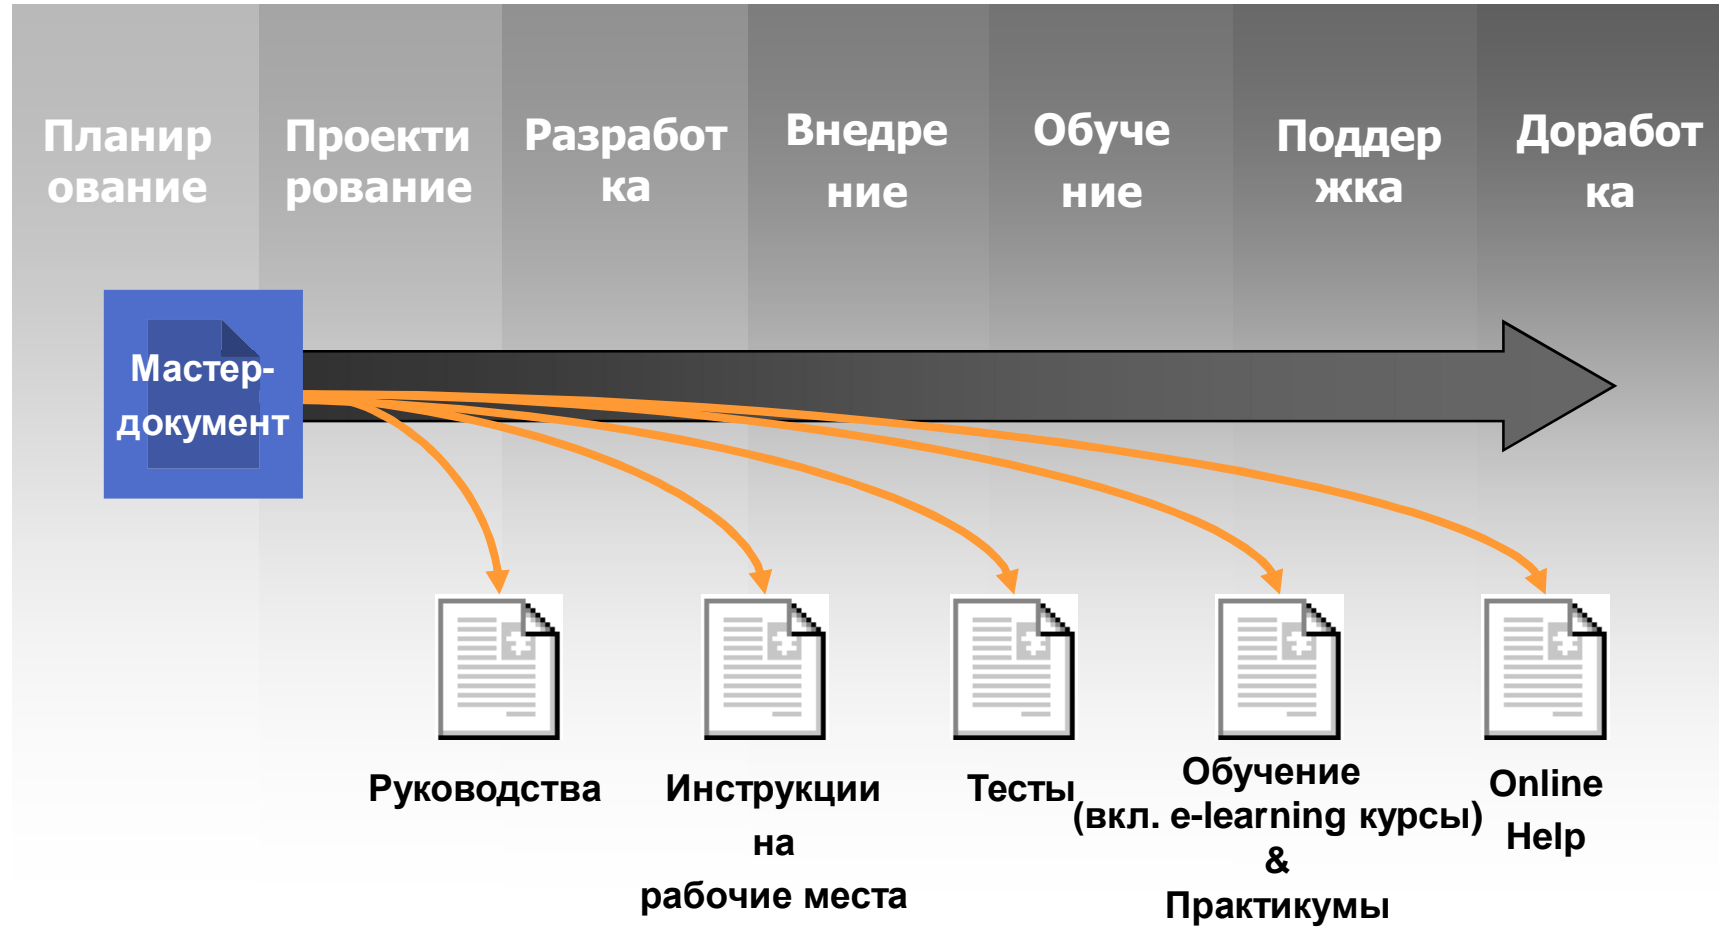 Планир
ование
Проекти
рование
Разработ
ка
Внедре
ние
Обуче
ние
Поддер
жка
Доработ
ка
Мастер-
документ
Руководства
Инструкции
на
рабочие места
Тесты
Обучение
(вкл. e-learning курсы)
&
Практикумы
Online
Help